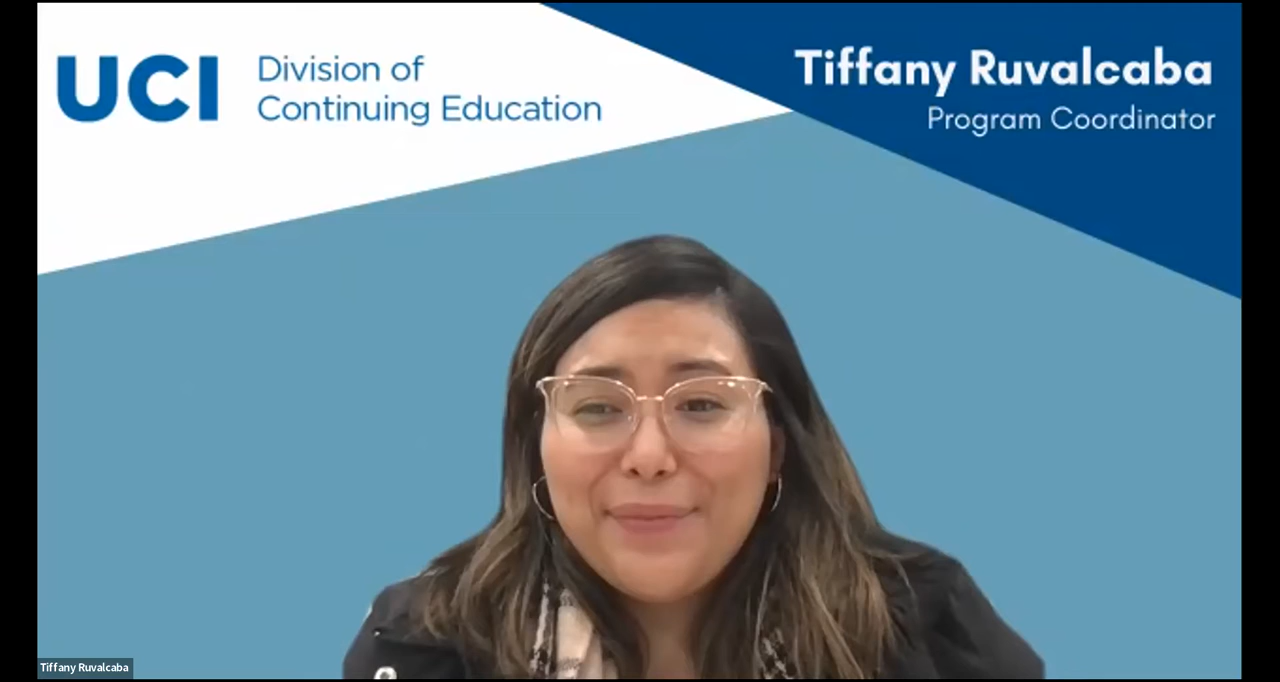 UCI
Division of
Continuing Education
Tiffany Ruvalcaba
Program Coordinator
Tiffany Ruvalcaba